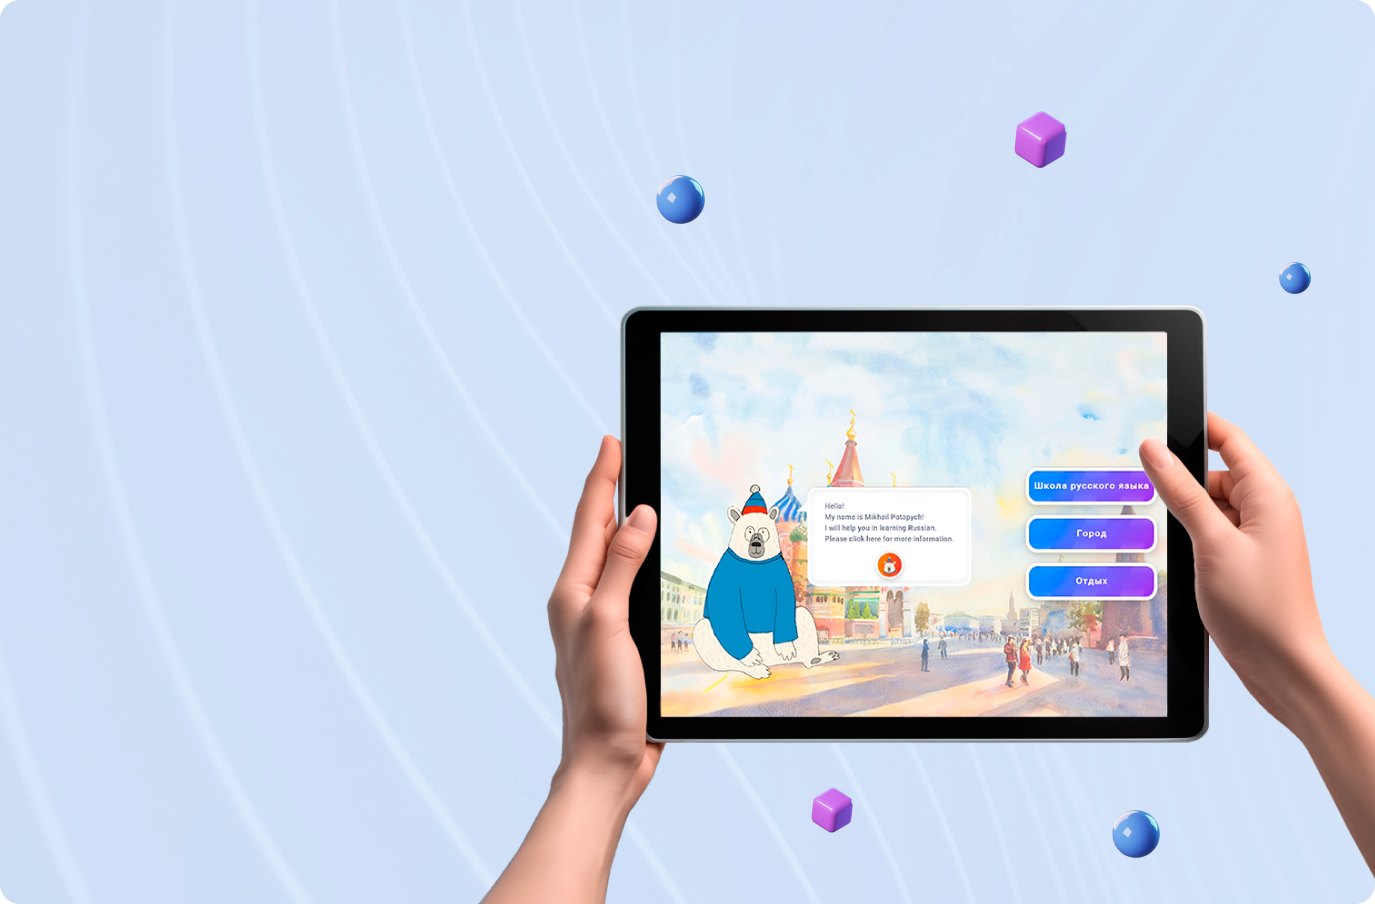 Hello!
My name is Mikhail Potapych!
I will help you in learning Russian.
Please click here for more information.
Школа русского языка
Город
Отдых